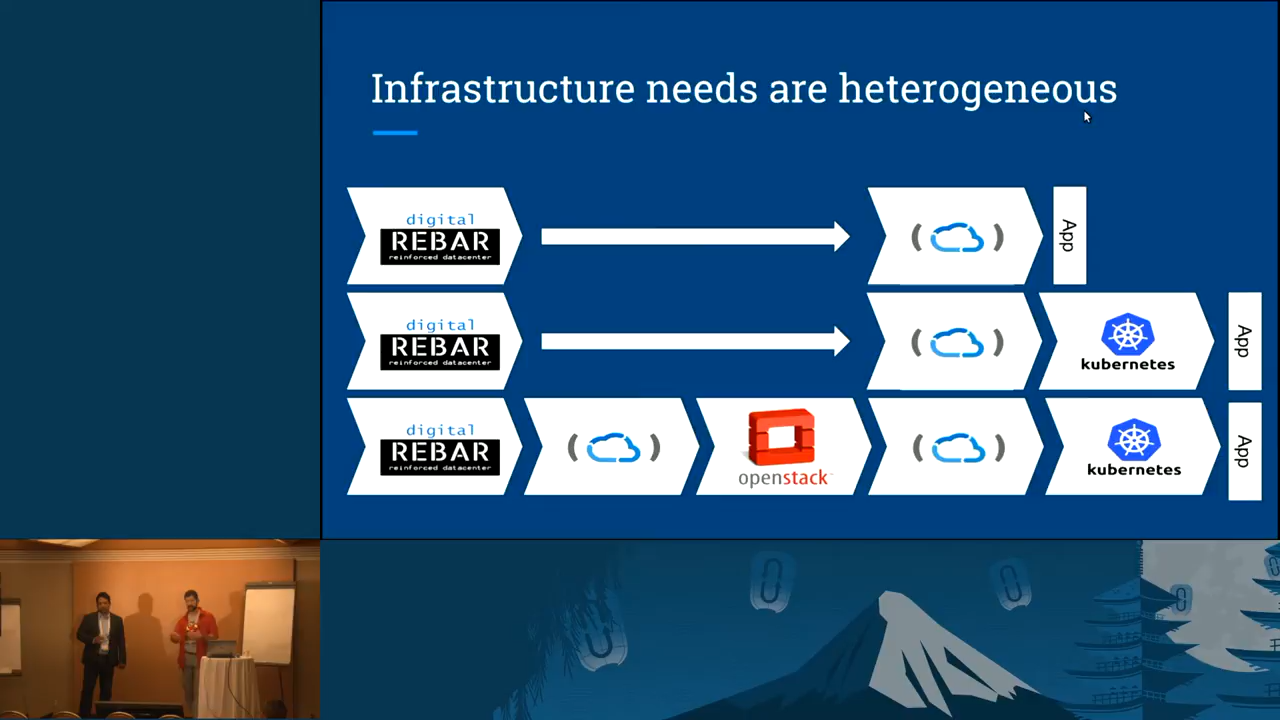 Infrastructure needs are heterogeneous
digital
REBAR
reinforced datacenter
App
digital
REBAR
reinforced datacenter
kubernetes
App
digital
REBAR
reinforced datacenter
openstack
kubernetes
App